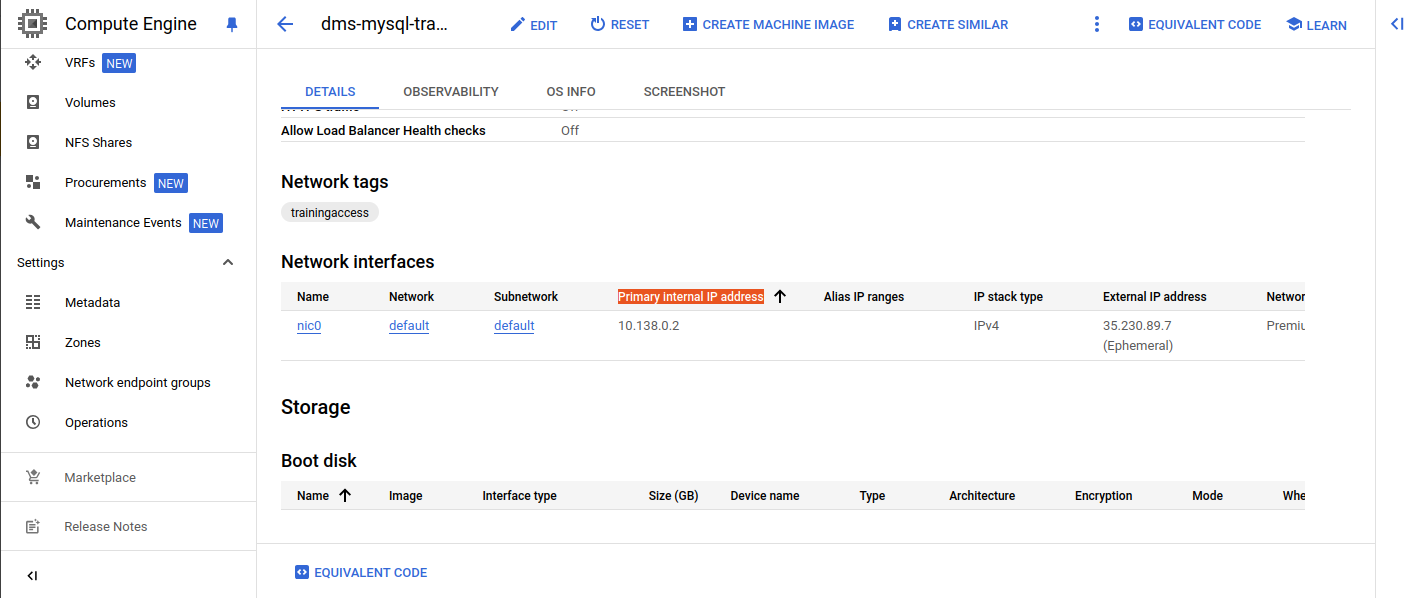 Compute Engine
VRFs NEW
Volumes
NFS Shares
Procurements NEW
Maintenance Events NEW
Settings
Metadata
Zones
Network endpoint groups
Operations
Marketplace
Release Notes
dms-mysql-tra... EDIT RESET CREATE MACHINE IMAGE CREATE SIMILAR EQUIVALENT CODE LEARN
DETAILS OBSERVABILITY OS INFO SCREENSHOT
Allow Load Balancer Health checks Off
Network tags
trainingaccess
Network interfaces
Name Network Subnetwork Primary internal IP address Alias IP ranges IP stack type External IP address Networ
nic0 default default 10.138.0.2 IPv4 35.230.89.7 Premiu
(Ephemeral)
Storage
Boot disk
Name Image Interface type Size (GB) Device name Type Architecture Encryption Mode Whe
EQUIVALENT CODE